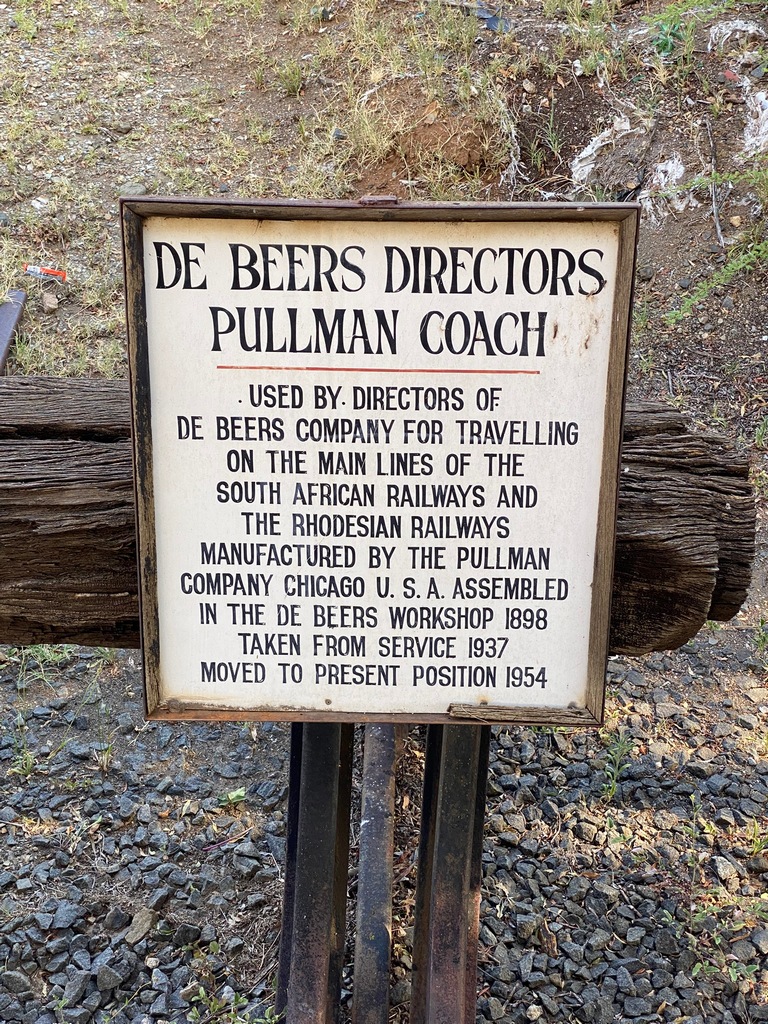 DE BEERS DIRECTORS
PULLMAN COACH
. USED BY. DIRECTORS OF
DE BEERS COMPANY FOR TRAVELLING
ON THE MAIN LINES OF THE
SOUTH AFRICAN RAILWAYS AND
THE RHODESIAN RAILWAYS
MANUFACTURED BY THE PULLMAN
COMPANY CHICAGO U. S. A. ASSEMBLED
IN THE DE BEERS WORKSHOP 1898
TAKEN FROM SERVICE 1937
MOVED TO PRESENT POSITION 1954